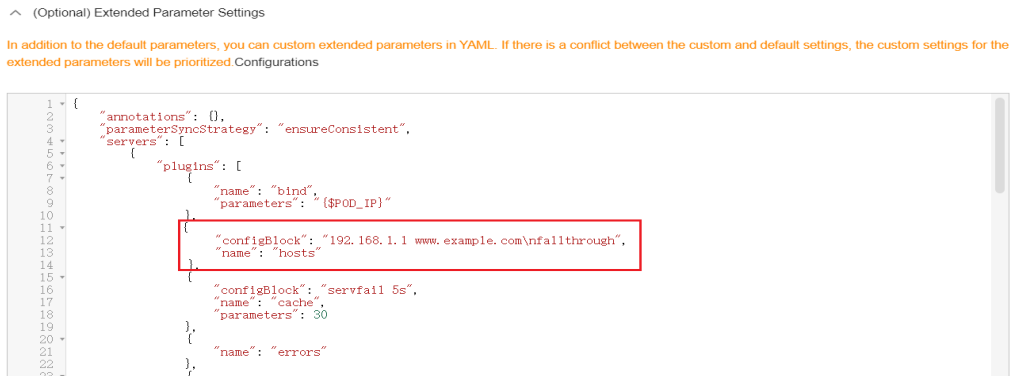 (Optional) Extended Parameter Settings
In addition to the default parameters, you can custom extended parameters in YAML. If there is a conflict between the custom and default settings, the custom settings for the
extended parameters will be prioritized.Configurations
1 {
2 "annotations": {},
3 "parameterSyncStrategy": "ensureConsistent",
4 "servers": [
5 {
6 "plugins": [
7 {
8 "name": "bind",
9 "parameters": "{$POD_IP}"
10 },
11 {
12 "configBlock": "192.168.1.1 www.example.com\nfallthrough",
13 "name": "hosts"
14 },
15 {
16 "configBlock": "servfail 5s",
17 "name": "cache",
18 "parameters": 30
19 },
20 {
21 "name": "errors"
22 },
23 {